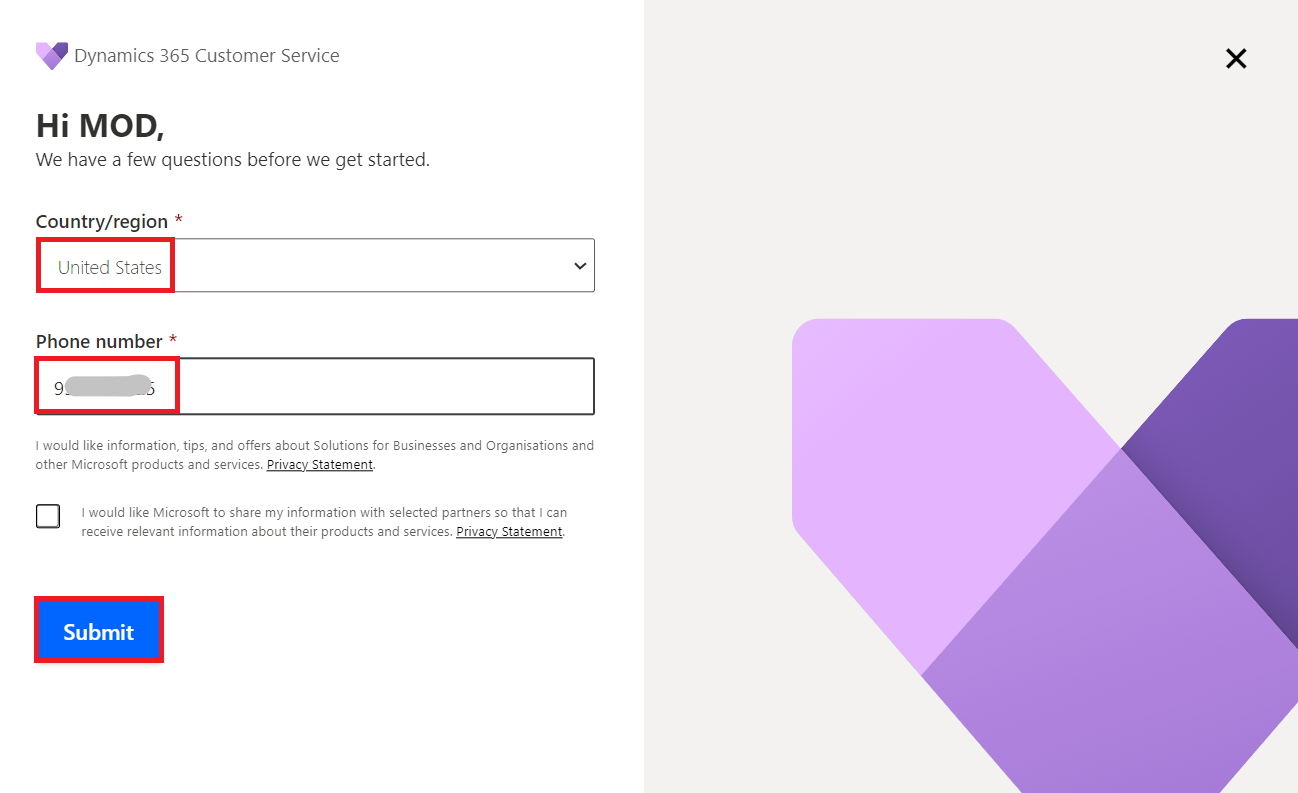 Dynamics 365 Customer Service
Hi MOD,
We have a few questions before we get started.
Country/region *
United States
Phone number *
I would like information, tips, and offers about Solutions for Businesses and Organisations and
other Microsoft products and services. Privacy Statement.
I would like Microsoft to share my information with selected partners so that I can
receive relevant information about their products and services. Privacy Statement.
Submit